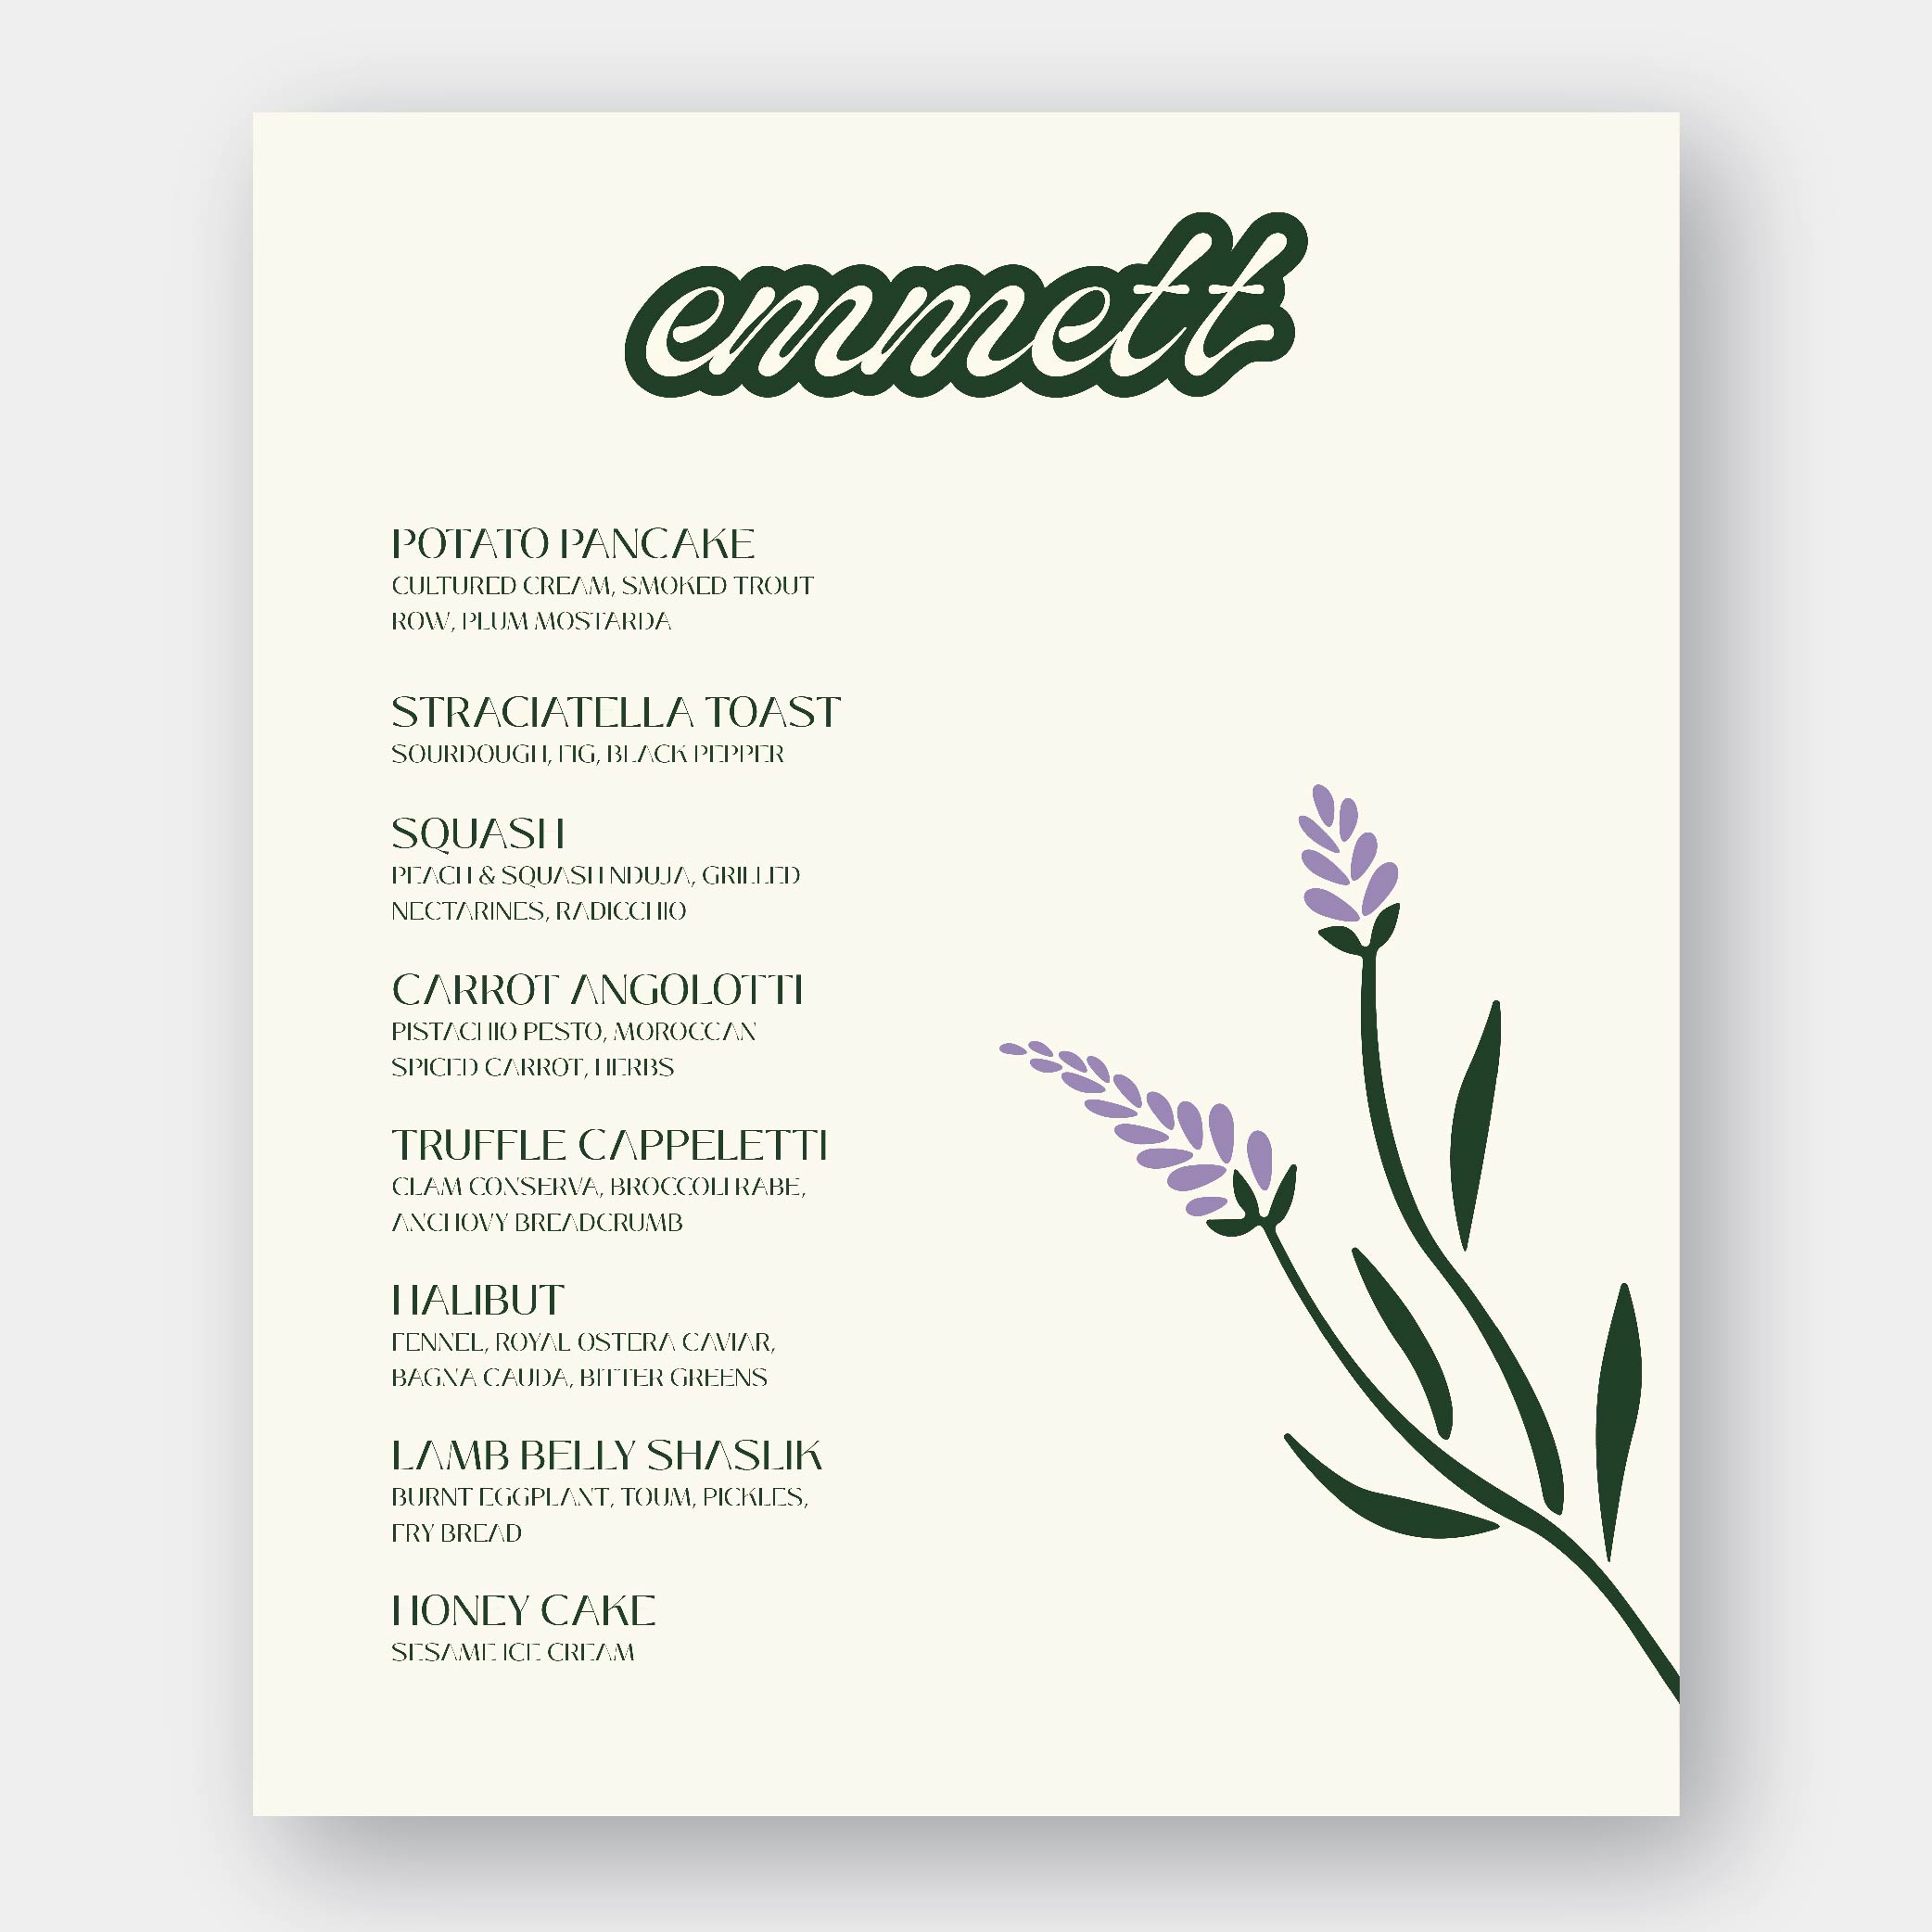 emmett
POTATO PANCAKE
CULTURED CREAM, SMOKED TROUT
ROW, PLUM MOSTARDA
STRACIATELLA TOAST
SOURDOUGH, FIG, BLACK PEPPER
SQUASH
PEACH & SQUASH NDUJA, GRILLED
NECTARINES, RADICCHIO
CARROT ANGOLOTTI
PISTACHIO PESTO, MOROCCAN
SPICED CARROT, HERBS
TRUFFLE CAPPELETTI
CLAM CONSERVA, BROCCOLI RABE,
ANCHOVY BREADCRUMB
HALIBUT
FENNEL, ROYAL OSTERA CAVIAR,
BAGNA CAUDA, BITTER GREENS
LAMB BELLY SHASLIK
BURNT EGGPLANT, TOUM, PICKLES,
FRY BREAD
HONEY CAKE
SESAME ICE CREAM